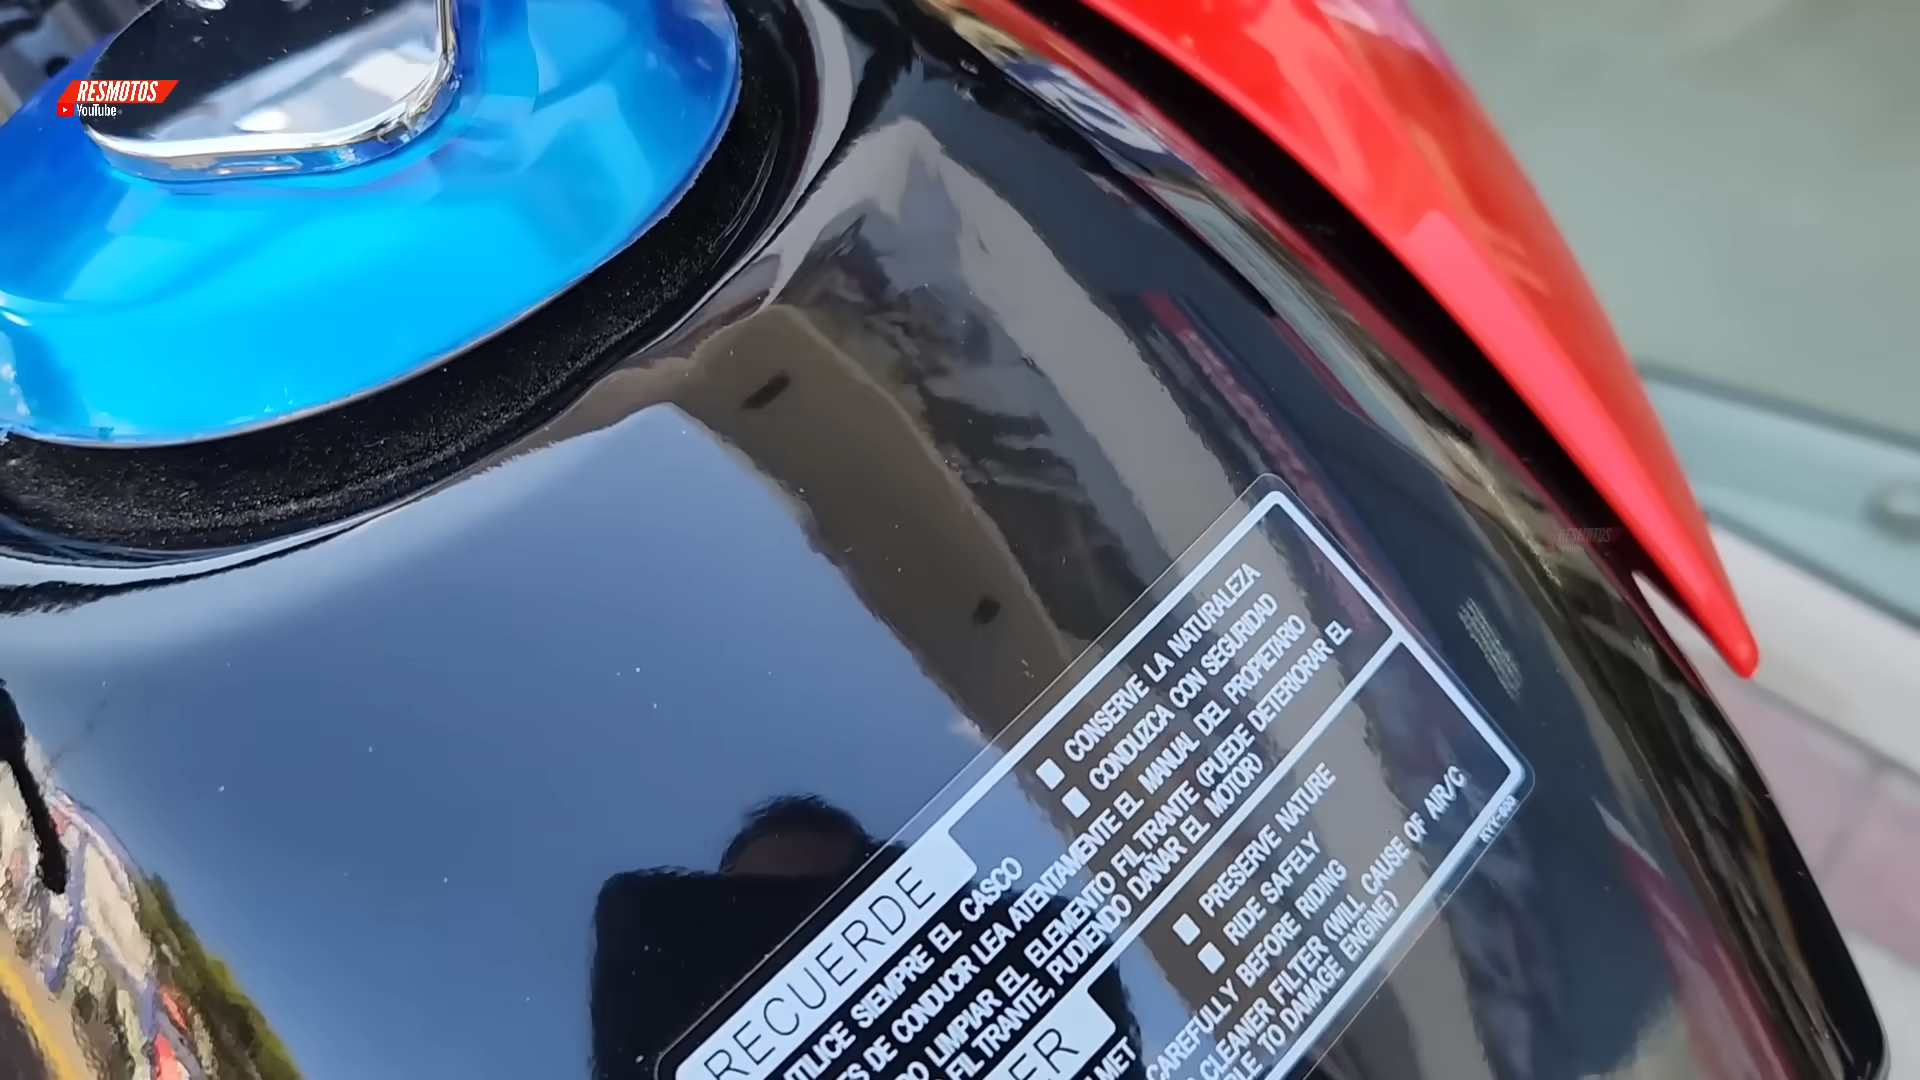 RESMOTOS
YouTube
RESMOTOS
RECUERDE
UTILICE SIEMPRE EL CASCO
CONSERVE LA NATURALEZA
CONDUZCA CON SEGURIDAD
DE CONDUCIR LEA ATENTAMENTE EL MANUAL DEL PROPIETARIO
LIMPIAR EL ELEMENTO FILTRANTE (PUEDE DETERIORAR EL
FILTRANTE, PUDIENDO DAÑAR EL MOTOR)
PRESERVE NATURE
RIDE SAFELY
CAREFULLY BEFORE RIDING
CLEANER FILTER (WILL CAUSE OF AIR/C
TO DAMAGE ENGINE)